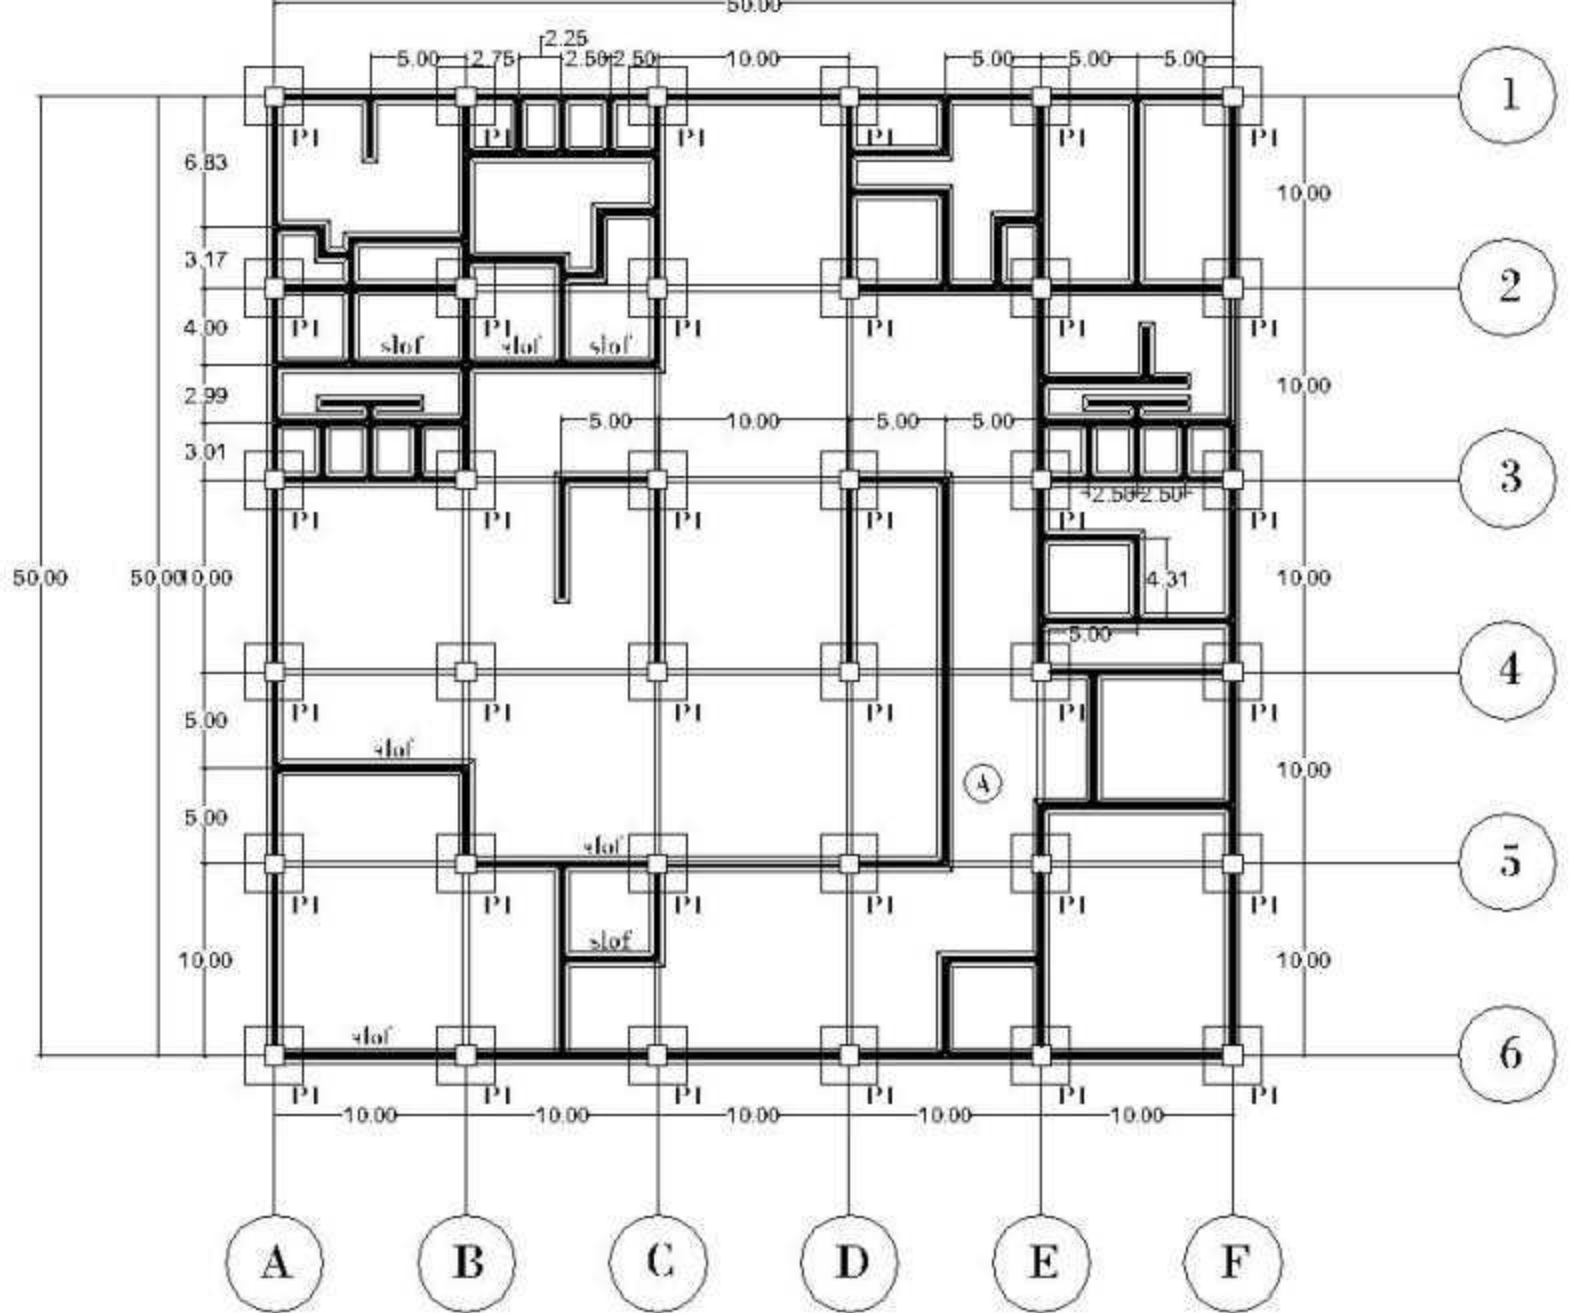 50.00
2.25
5.00 2.75 2.50 2.50 10.00 5.00 5.00 5.00
1
P1 P1 P1 P1 P1 P1
6.83
10.00
3.17
2
4.00
P1 P1 P1 P1 P1 P1
slof slof slof
10.00
2.99
5.00 10.00 5.00 5.00
3.01
3
2.50 2.50
P1 P1 P1 P1 P1 P1
50.00 50.00 10.00 4.31 10.00
5.00
4
P1 P1 P1 P1 P1 P1
5.00
slof
10.00
A
5.00
slof
5
P1 P1 P1 P1 P1 P1
slof
10.00 10.00
slof
6
P1 P1 P1 P1 P1 P1
10.00 10.00 10.00 10.00 10.00
A B C D E F